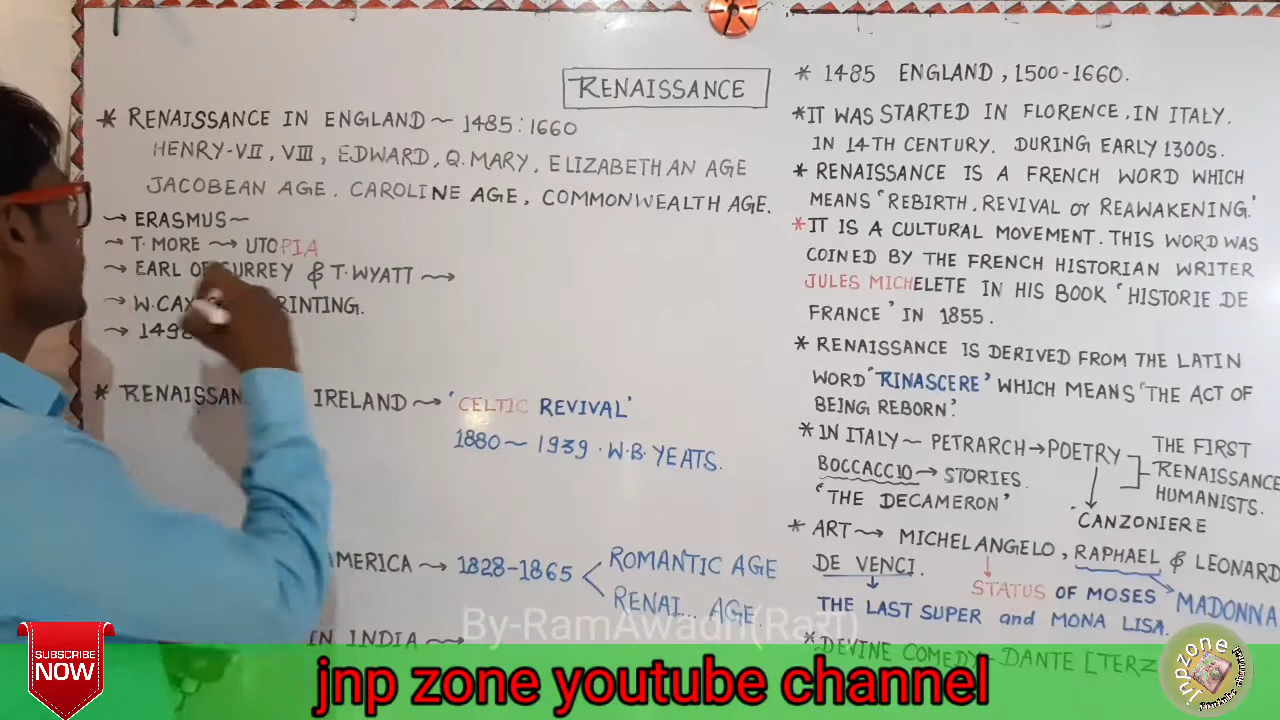 RENAISSANCE
* RENAISSANCE IN ENGLAND ~ 1485:1660
HENRY-VII, VIII, EDWARD, Q. MARY, ELIZABETHAN AGE
JACOBEAN AGE. CAROLINE AGE, COMMONWEALTH AGE.
→ ERASMUS ~
→ T. MORE → UTOPIA
→ EARL OF SURREY & T. WYATT →
→ W. PRINTING.
→
* IRELAND → 'CELTIC REVIVAL'
1880 ~ 1939 . W.B. YEATS.
AMERICA → 1828-1865 < ROMANTIC AGE
RENAI... AGE
IN INDIA →
* 1485 ENGLAND, 1500-1660.
* IT WAS STARTED IN FLORENCE, IN ITALY.
IN 14TH CENTURY. DURING EARLY 1300s.
* RENAISSANCE IS A FRENCH WORD WHICH
MEANS 'REBIRTH, REVIVAL or REAWAKENING.'
* IT IS A CULTURAL MOVEMENT. THIS WORD WAS
COINED BY THE FRENCH HISTORIAN WRITER
JULES MICHELETE IN HIS BOOK 'HISTORIE DE
FRANCE' IN 1855.
* RENAISSANCE IS DERIVED FROM THE LATIN
WORD 'RINASCERE' WHICH MEANS 'THE ACT OF
BEING REBORN'.
* IN ITALY ~ PETRARCH → POETRY
BOCCACCIO → STORIES.
'THE DECAMERON'
THE FIRST
RENAISSANCE
HUMANISTS.
CANZONIERE
* ART → MICHELANGELO, RAPHAEL & LEONARD
DE VENCI.
STATUS OF MOSES
MADONNA
THE LAST SUPER and MONA LISA.
* DEVINE COMEDY DANTE [TERZ
By-RamAwadh(Raj)
SUBSCRIBE
NOW
jnp zone youtube channel
jnpzone